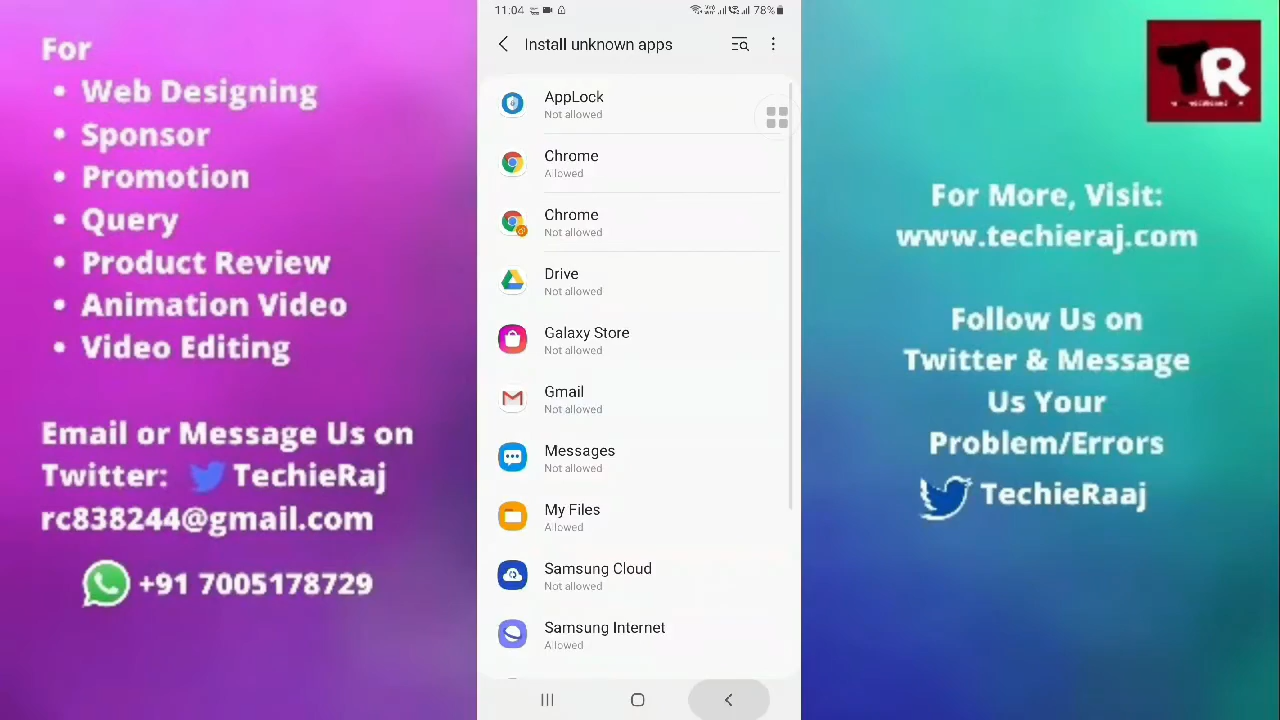 For
• Web Designing
• Sponsor
• Promotion
• Query
• Product Review
• Animation Video
• Video Editing
Email or Message Us on
Twitter: TechieRaj
rc838244@gmail.com
+91 7005178729
11:04
78%
Install unknown apps
AppLock
Not allowed
Chrome
Allowed
Chrome
Not allowed
Drive
Not allowed
Galaxy Store
Not allowed
Gmail
Not allowed
Messages
Not allowed
My Files
Allowed
Samsung Cloud
Not allowed
Samsung Internet
Allowed
TR
For More, Visit:
www.techieraj.com
Follow Us on
Twitter & Message
Us Your
Problem/Errors
TechieRaaj